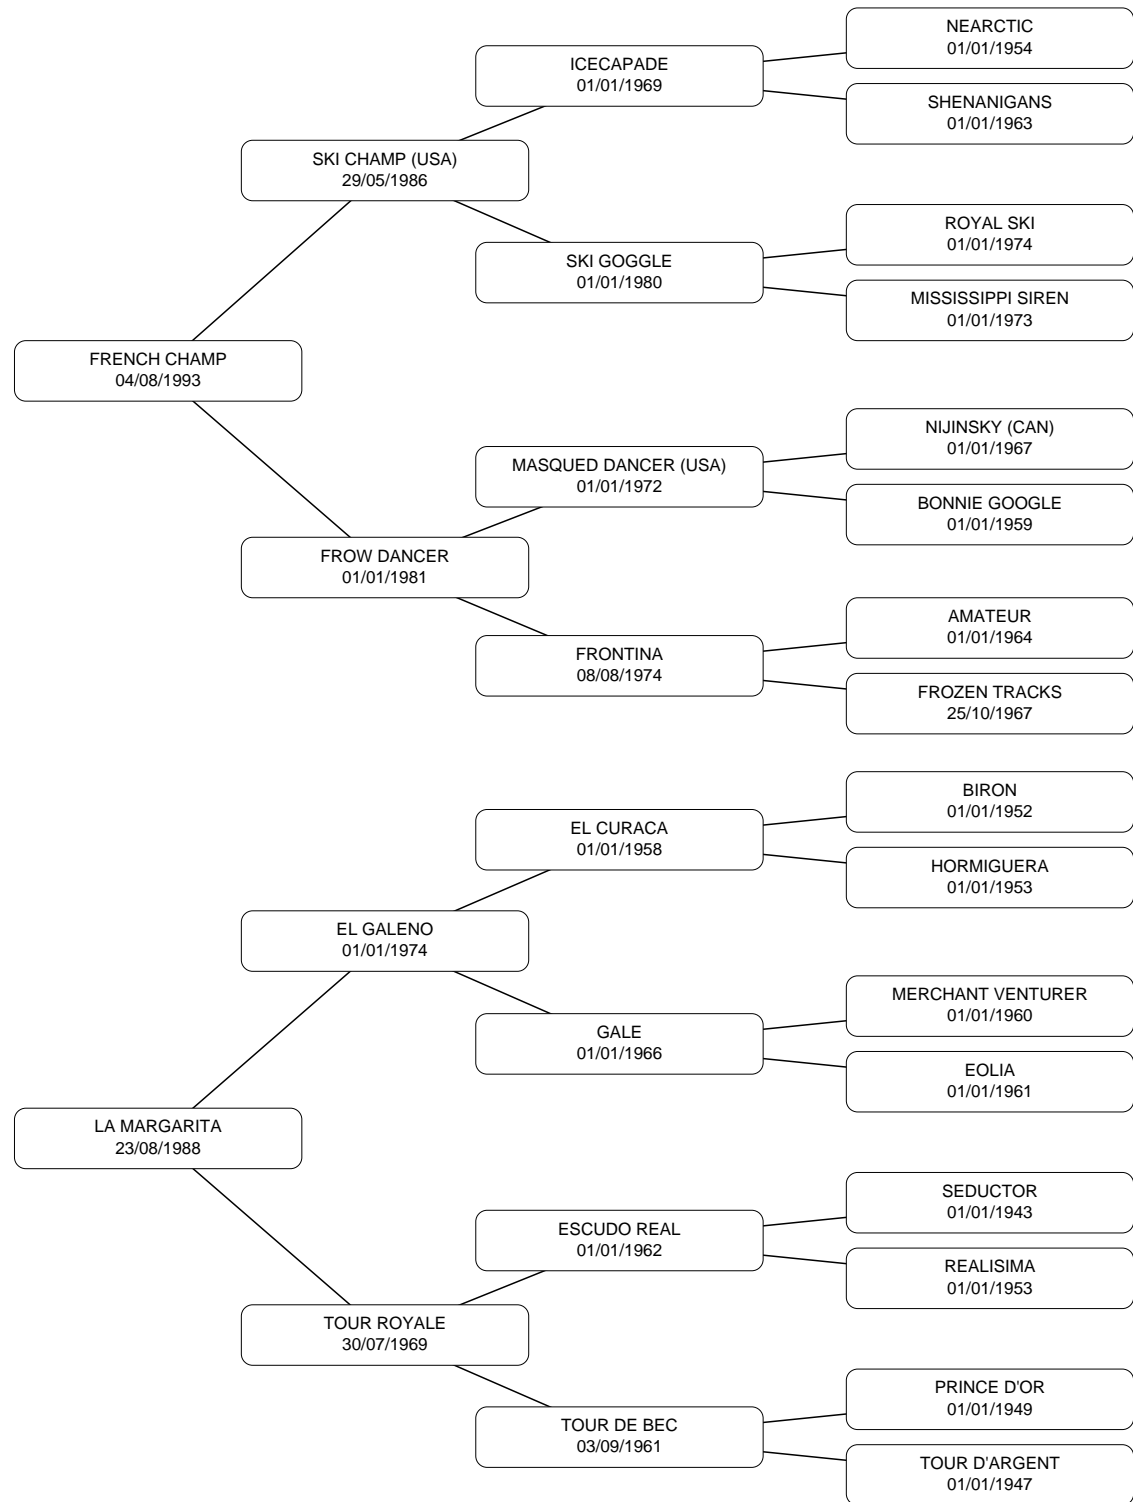 NEARCTIC
01/01/1954
ICECAPADE
01/01/1969
SHENANIGANS
01/01/1963
SKI CHAMP (USA)
29/05/1986
ROYAL SKI
01/01/1974
SKI GOGGLE
01/01/1980
MISSISSIPPI SIREN
01/01/1973
FRENCH CHAMP
04/08/1993
NIJINSKY (CAN)
01/01/1967
MASQUED DANCER (USA)
01/01/1972
BONNIE GOOGLE
01/01/1959
FROW DANCER
01/01/1981
AMATEUR
01/01/1964
FRONTINA
08/08/1974
FROZEN TRACKS
25/10/1967
BIRON
01/01/1952
EL CURACA
01/01/1958
HORMIGUERA
01/01/1953
EL GALENO
01/01/1974
MERCHANT VENTURER
01/01/1960
GALE
01/01/1966
EOLIA
01/01/1961
LA MARGARITA
23/08/1988
SEDUCTOR
01/01/1943
ESCUDO REAL
01/01/1962
REALISIMA
01/01/1953
TOUR ROYALE
30/07/1969
PRINCE D'OR
01/01/1949
TOUR DE BEC
03/09/1961
TOUR D'ARGENT
01/01/1947